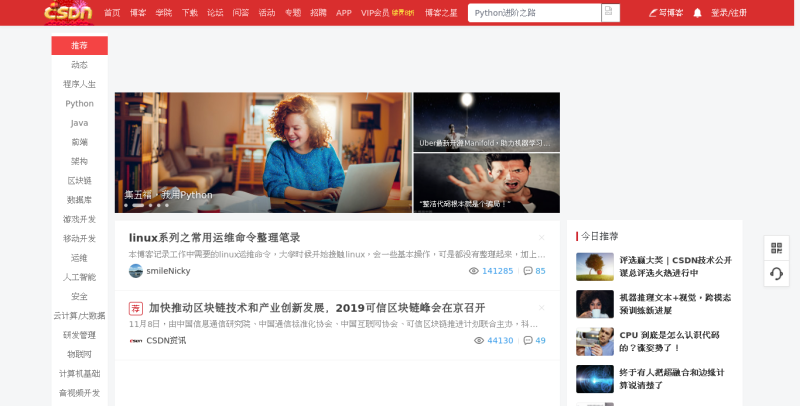 CSDN 首页 博客 学院 下载 论坛 问答 活动 专题 招聘 APP VIP会员 博客之星 Python进阶之路 写博客 登录/注册
推荐
动态
程序人生
Python
Java
前端
架构
区块链
数据库
游戏开发
移动开发
运维
人工智能
安全
云计算/大数据
研发管理
物联网
计算机基础
音视频开发
集五福，我用Python
Uber最新开源Manifold，助力机器学习...
“整洁代码根本就是个骗局！”
linux系列之常用运维命令整理笔录
本博客记录工作中需要的linux运维命令，大学时候开始接触linux，会一些基本操作，可是都没有整理起来，加上...
smileNicky 141285 85
荐 加快推动区块链技术和产业创新发展，2019可信区块链峰会在京召开
11月8日，由中国信息通信研究院、中国通信标准化协会、中国互联网协会、可信区块链推进计划联合主办，科...
CSDN资讯 44130 49
今日推荐
评选赢大奖 | CSDN技术公开
课总评选火热进行中
机器推理文本+视觉，跨模态
预训练新进展
CPU 到底是怎么认识代码
的？涨姿势了！
终于有人把超融合和边缘计
算说清楚了